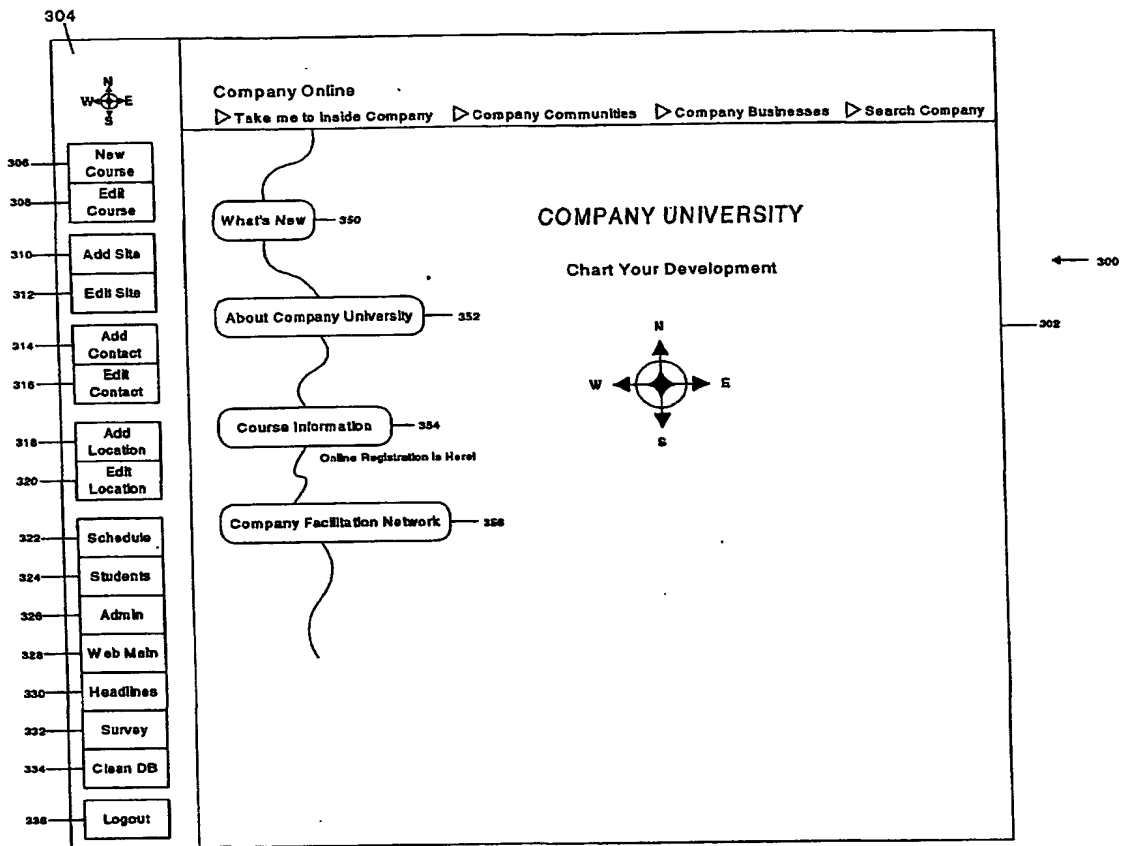 304
N
W E
S
Company Online
Take me to Inside Company Company Communities Company Businesses Search Company
306 New Course
308 Edit Course
310 Add Site
312 Edit Site
314 Add Contact
316 Edit Contact
318 Add Location
320 Edit Location
322 Schedule
324 Students
326 Admin
328 Web Main
330 Headlines
332 Survey
334 Clean DB
336 Logout
What's New 350
About Company University 352
Course Information 354
Online Registration is Here!
Company Facilitation Network 356
COMPANY UNIVERSITY
Chart Your Development
N
W E
S
300
302